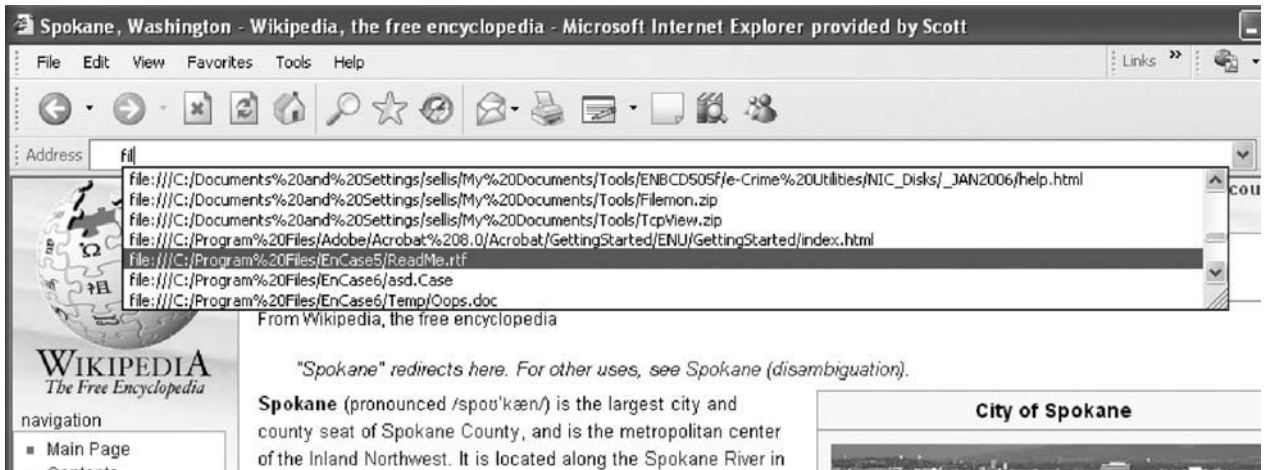 Spokane, Washington - Wikipedia, the free encyclopedia - Microsoft Internet Explorer provided by Scott
File Edit View Favorites Tools Help
Links »
Address fil
file:///C:/Documents%20and%20Settings/sellis/My%20Documents/Tools/ENBCD505f/e-Crime%20Utilities/NIC_Disks/_JAN2006/help.html
file:///C:/Documents%20and%20Settings/sellis/My%20Documents/Tools/Filemon.zip
file:///C:/Documents%20and%20Settings/sellis/My%20Documents/Tools/TcpView.zip
file:///C:/Program%20Files/Adobe/Acrobat%208.0/Acrobat/GettingStarted/ENU/GettingStarted/index.html
file:///C:/Program%20Files/EnCase5/ReadMe.rtf
file:///C:/Program%20Files/EnCase6/asd.Case
file:///C:/Program%20Files/EnCase6/Temp/Oops.doc
cou
Ω
祖
WIKIPEDIA
The Free Encyclopedia
navigation
Main Page
From Wikipedia, the free encyclopedia
"Spokane" redirects here. For other uses, see Spokane (disambiguation).
Spokane (pronounced /spoʊˈkæn/) is the largest city and
county seat of Spokane County, and is the metropolitan center
of the Inland Northwest. It is located along the Spokane River in
City of Spokane